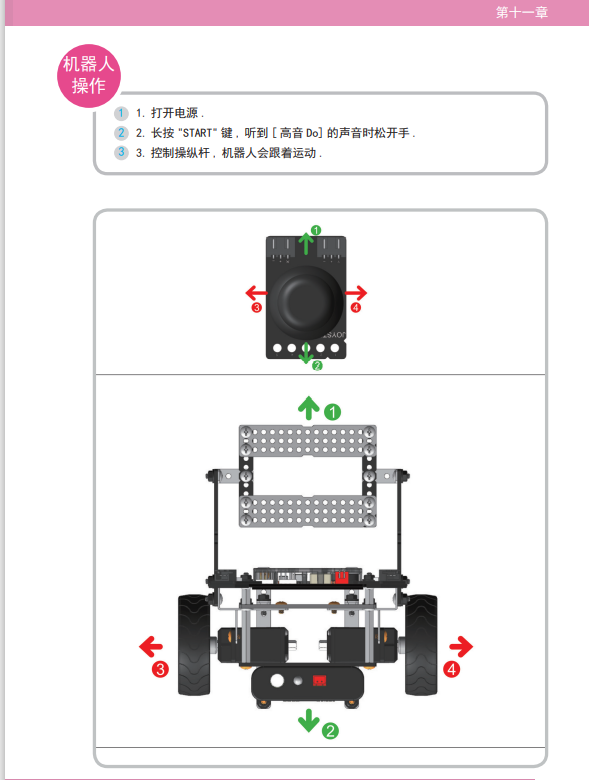 第十一章
机器人
操作
1 1. 打开电源 .
2 2. 长按 "START" 键 , 听到 [ 高音 Do] 的声音时松开手 .
3 3. 控制操纵杆 , 机器人会跟着运动 .
1
3
4
JOYST
2
1
3
4
2